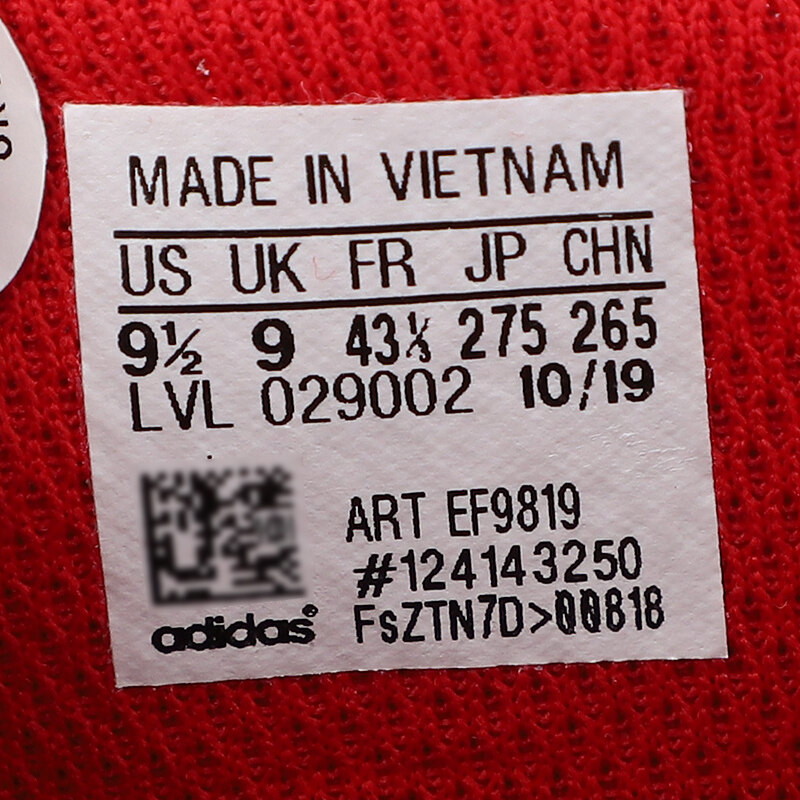 MADE IN VIETNAM
US UK FR JP CHN
9½ 9 43⅓ 275 265
LVL 029002 10/19
ART EF9819
#124143250
adidas®
FsZTN7D>00818